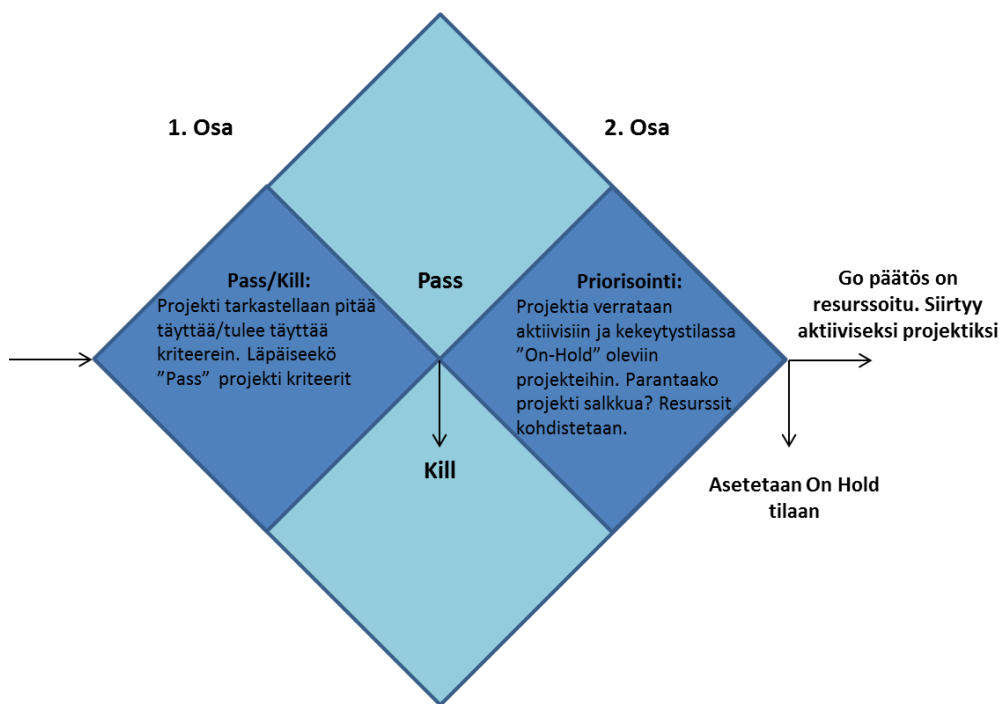 1. Osa
2. Osa
Pass/Kill:
Projekti tarkastellaan pitää
täyttää/tulee täyttää
kriteerein. Läpäiseekö
”Pass” projekti kriteerit
Pass
Kill
Priorisointi:
Projektia verrataan
aktiivisiin ja kekeytystilassa
”On-Hold” oleviin
projekteihin. Parantaako
projekti salkkua? Resurssit
kohdistetaan.
Go päätös on
resurssoitu. Siirtyy
aktiiviseksi projektiksi
Asetetaan On Hold
tilaan